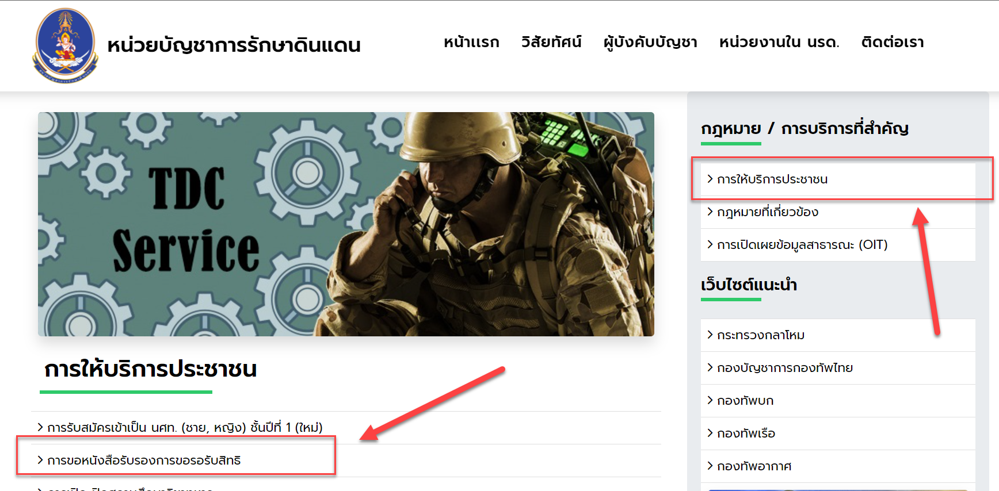 หน่วยบัญชาการรักษาดินแดน
หน้าแรก วิสัยทัศน์ ผู้บังคับบัญชา หน่วยงานใน นรด. ติดต่อเรา
TDC
Service
การให้บริการประชาชน
การรับสมัครเข้าเป็น นศท. (ชาย, หญิง) ชั้นปีที่ 1 (ใหม่)
การขอหนังสือรับรองการขอรอรับสิทธิ
กฎหมาย / การบริการที่สำคัญ
การให้บริการประชาชน
กฎหมายที่เกี่ยวข้อง
การเปิดเผยข้อมูลสาธารณะ (OIT)
เว็บไซต์แนะนำ
กระทรวงกลาโหม
กองบัญชาการกองทัพไทย
กองทัพบก
กองทัพเรือ
กองทัพอากาศ